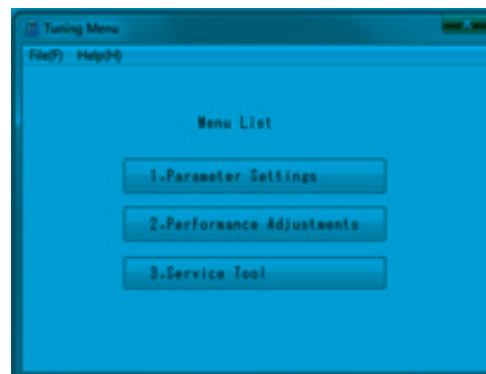 Tuning Menu
File(F) Help(H)
Menu List
1.Parameter Settings
2.Performance Adjustments
3.Service Tool